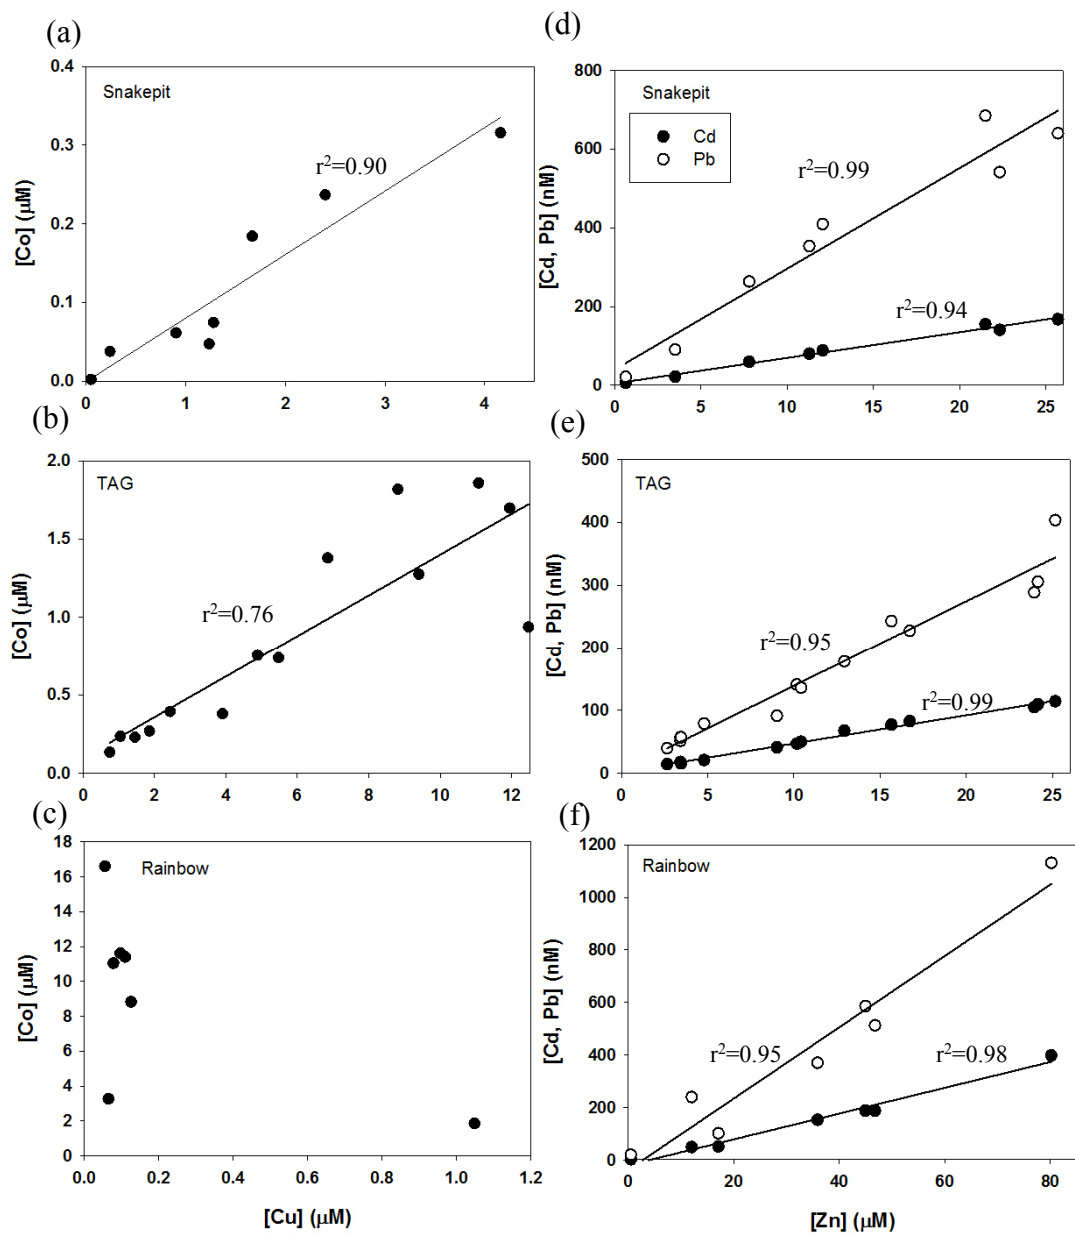 (a)
0.4
0.3
0.2
0.1
0.0
[Co] (µM)
Snakepit
r²=0.90
0 1 2 3 4
(d)
800
600
400
200
0
[Cd, Pb] (nM)
Snakepit
Cd
Pb
r²=0.99
r²=0.94
0 5 10 15 20 25
(b)
2.0
1.5
1.0
0.5
0.0
[Co] (µM)
TAG
r²=0.76
0 2 4 6 8 10 12
(e)
500
400
300
200
100
0
[Cd, Pb] (nM)
TAG
r²=0.95
r²=0.99
0 5 10 15 20 25
(c)
18
16
14
12
10
8
6
4
2
0
[Co] (µM)
Rainbow
0.0 0.2 0.4 0.6 0.8 1.0 1.2
[Cu] (µM)
(f)
1200
1000
800
600
400
200
0
[Cd, Pb] (nM)
Rainbow
r²=0.95
r²=0.98
0 20 40 60 80
[Zn] (µM)